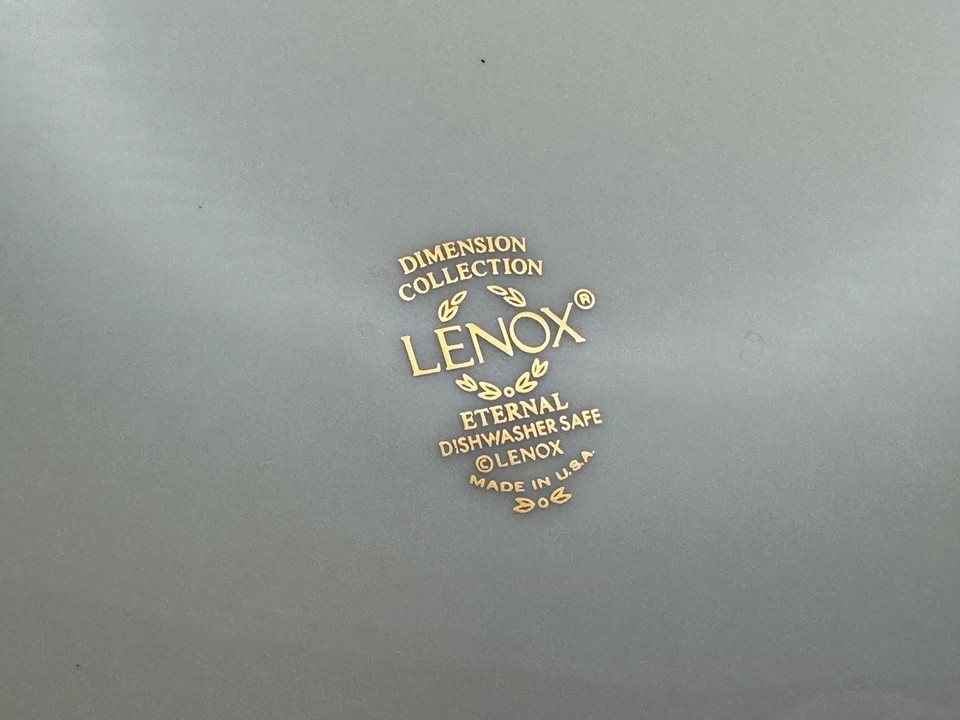 DIMENSION
COLLECTION
LENOX®
ETERNAL
DISHWASHER SAFE
©LENOX
MADE IN U.S.A.